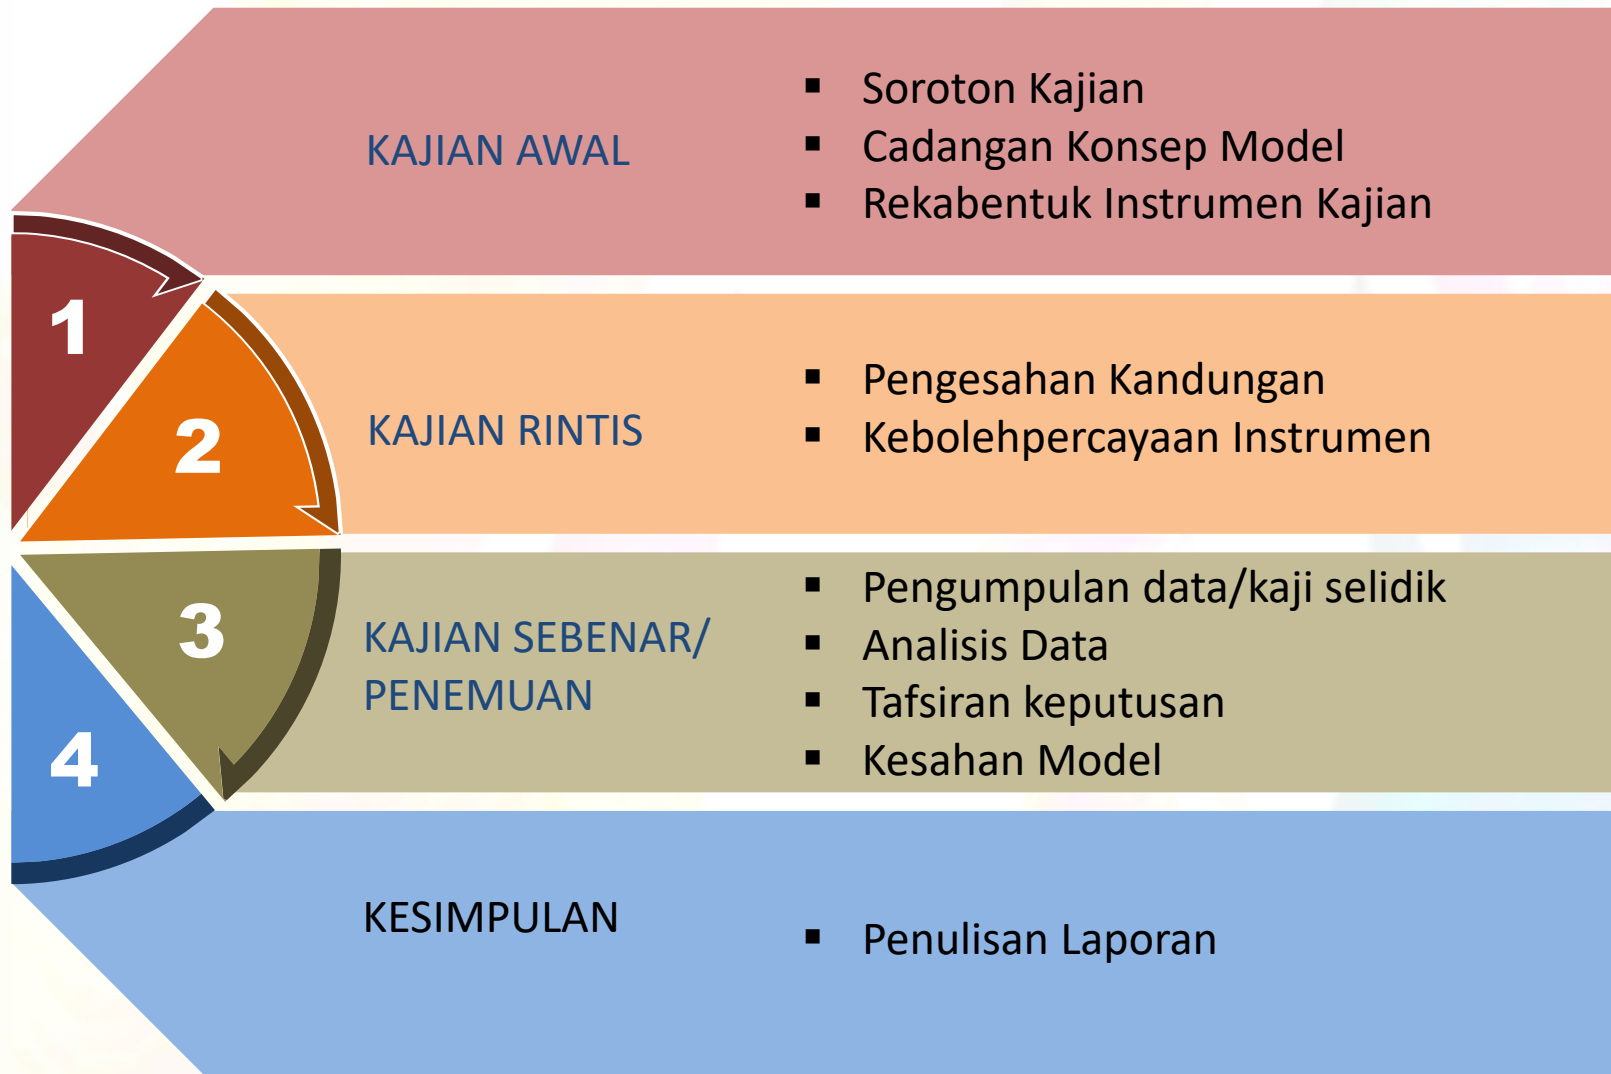 1
KAJIAN AWAL
▪ Soroton Kajian
▪ Cadangan Konsep Model
▪ Rekabentuk Instrumen Kajian
2
KAJIAN RINTIS
▪ Pengesahan Kandungan
▪ Kebolehpercayaan Instrumen
3
KAJIAN SEBENAR/
PENEMUAN
▪ Pengumpulan data/kaji selidik
▪ Analisis Data
▪ Tafsiran keputusan
▪ Kesahan Model
4
KESIMPULAN
▪ Penulisan Laporan